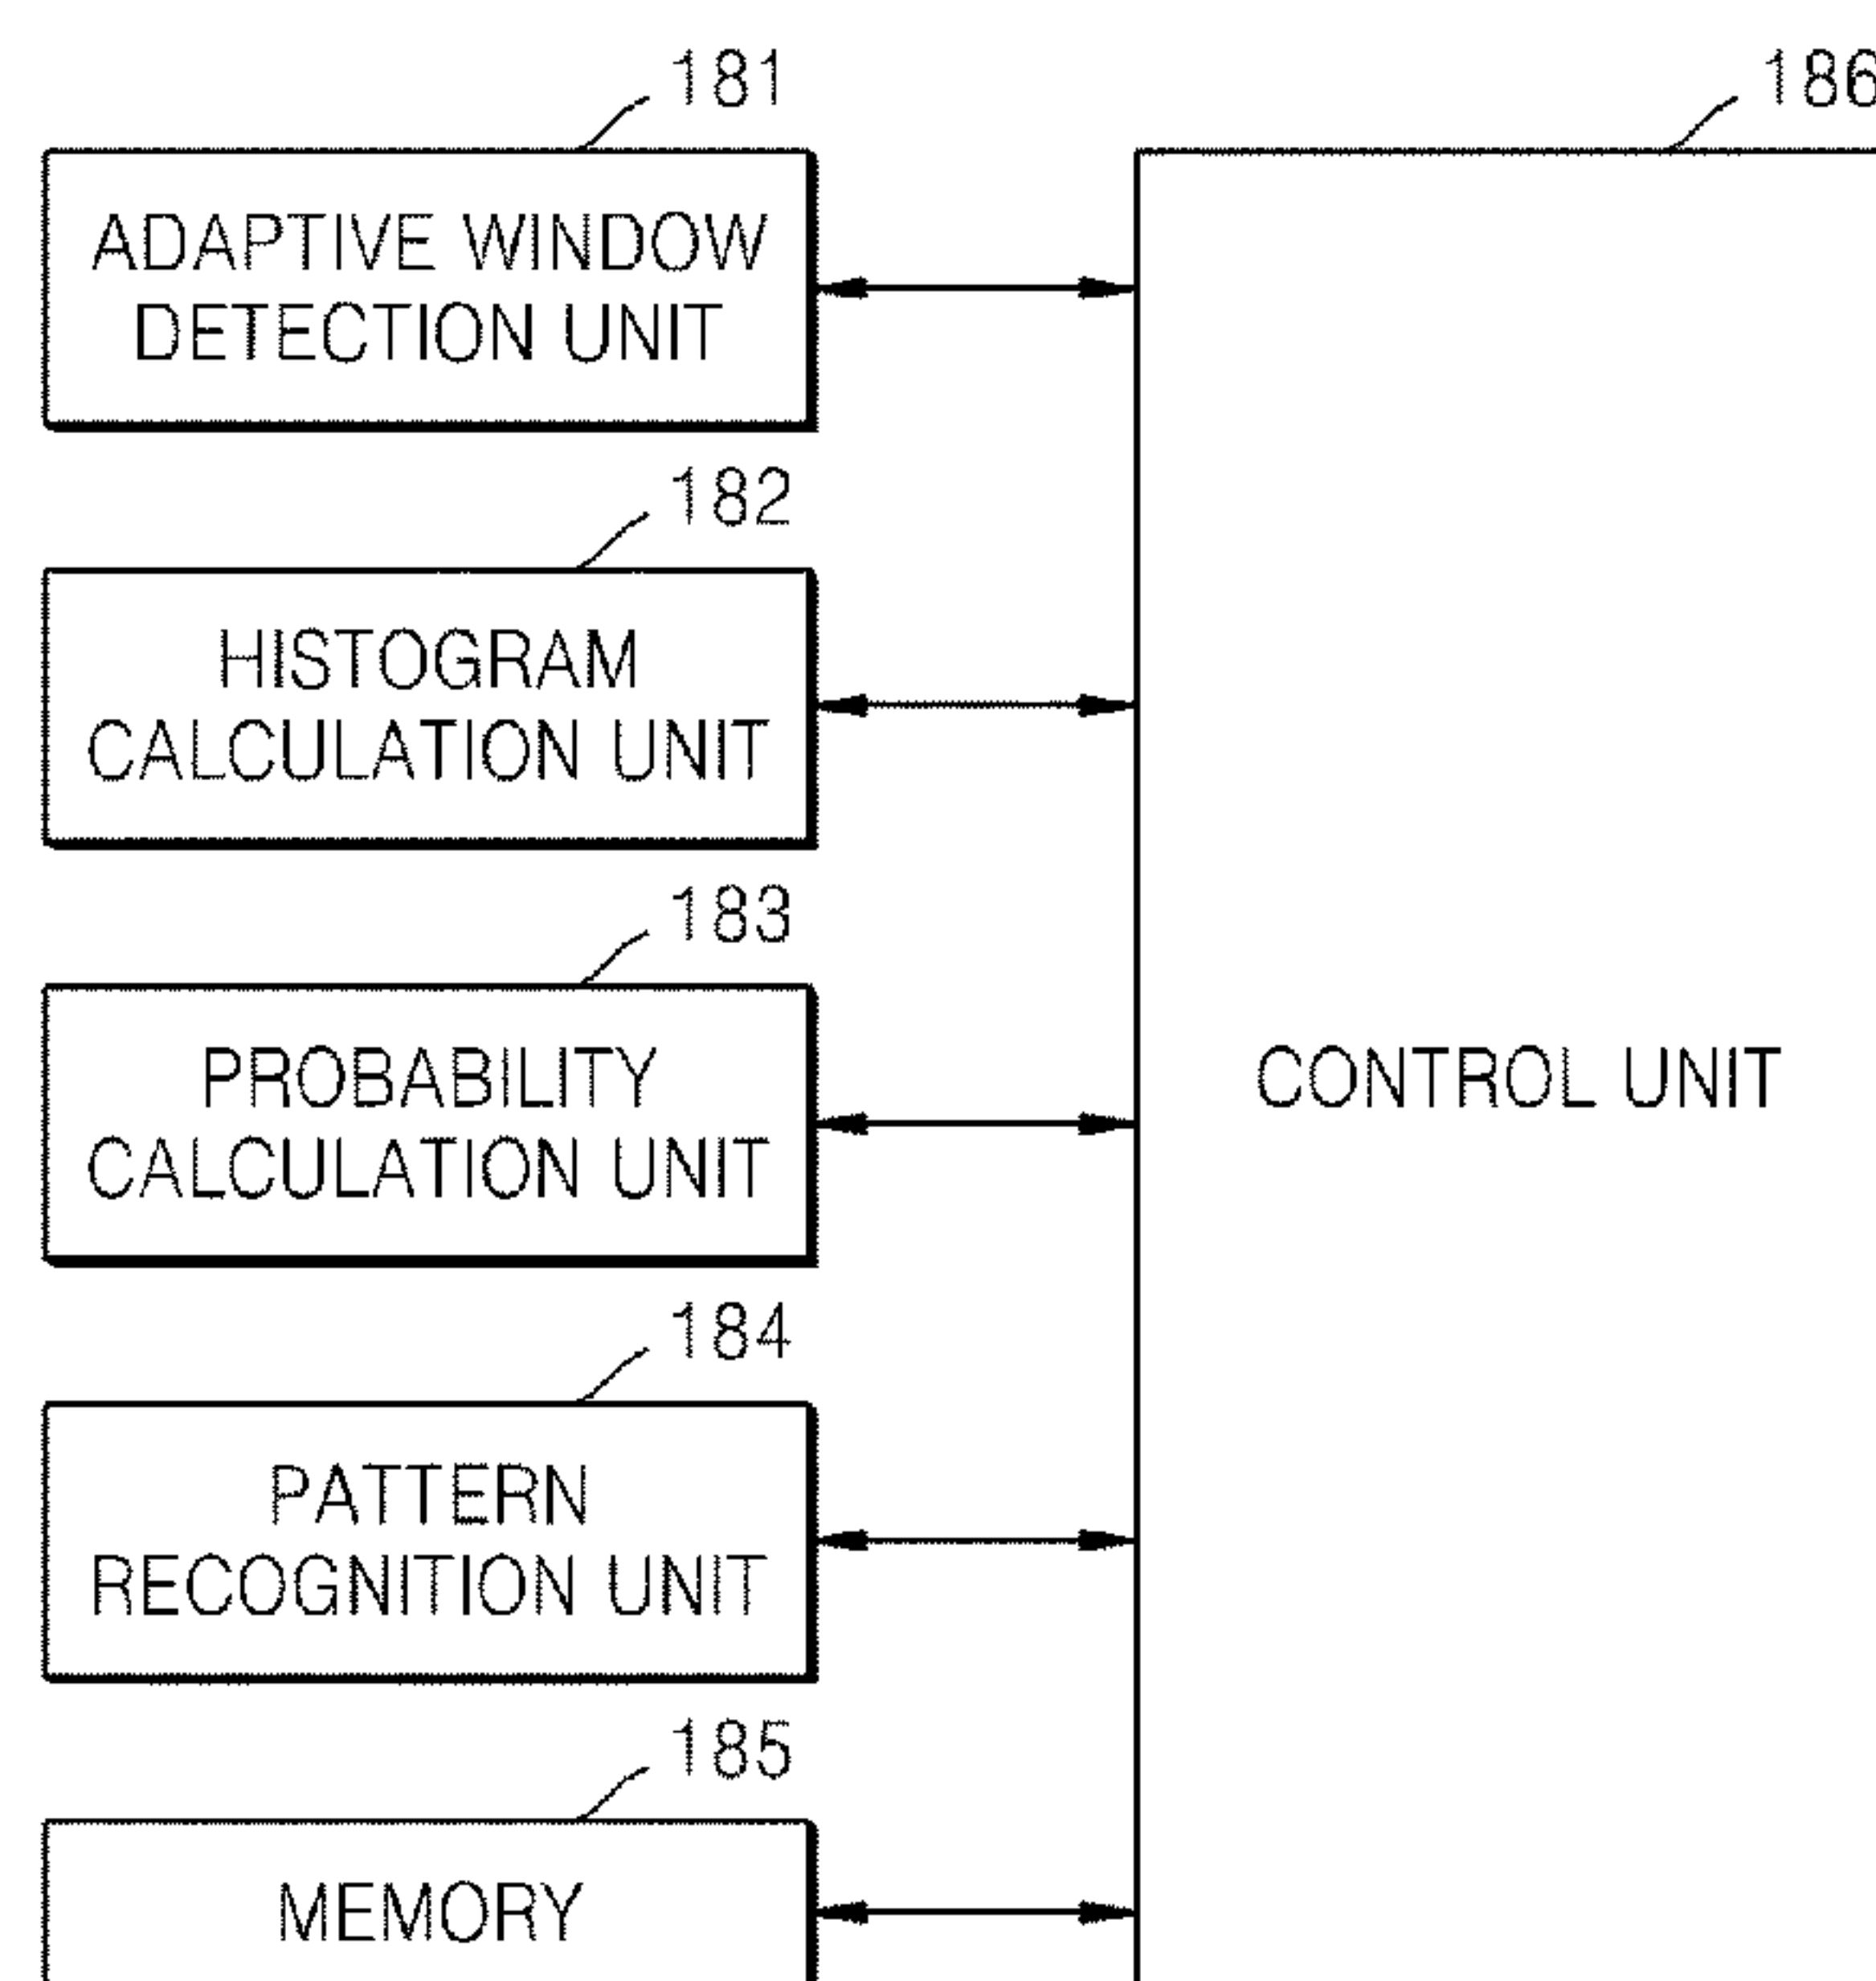 181
186
ADAPTIVE WINDOW
DETECTION UNIT
182
HISTOGRAM
CALCULATION UNIT
183
PROBABILITY
CALCULATION UNIT
CONTROL UNIT
184
PATTERN
RECOGNITION UNIT
185
MEMORY